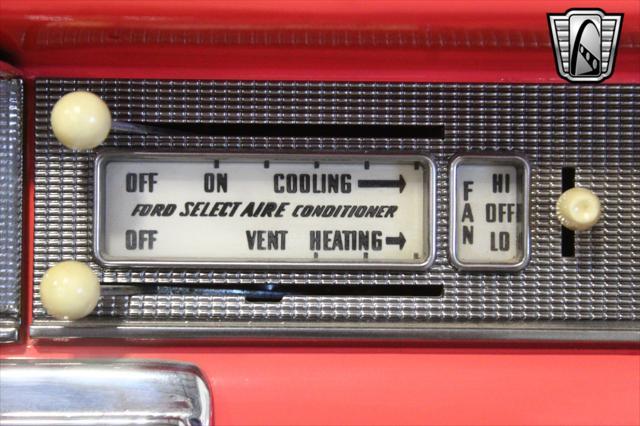 OFF ON COOLING
FORD SELECTAIRE CONDITIONER
OFF VENT HEATING
FAN
HI
OFF
LO